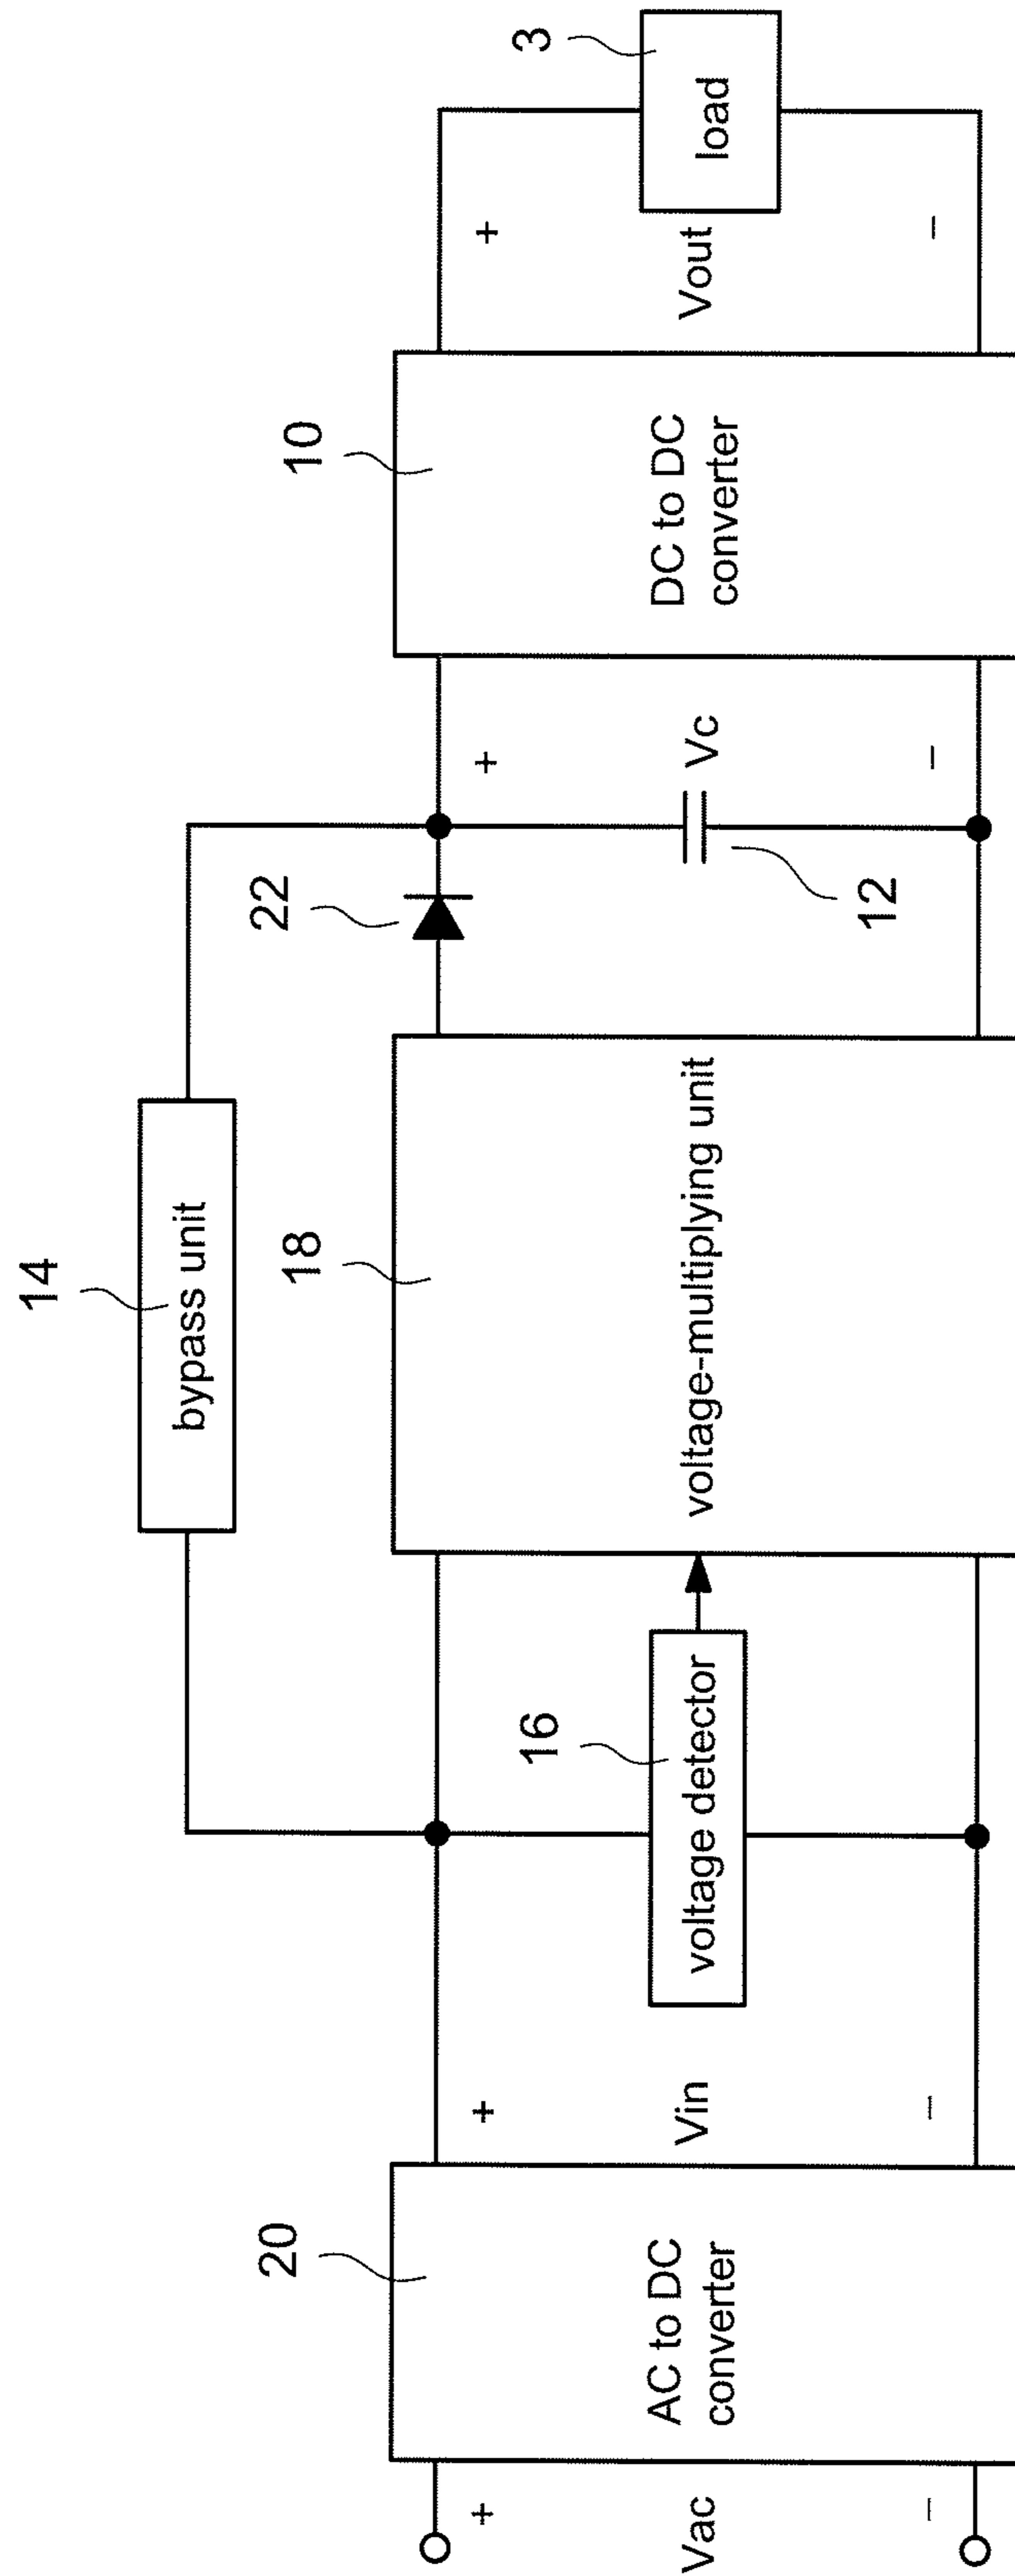 14
bypass unit
20
AC to DC
converter
+
Vac
−
+
Vin
−
16
voltage detector
18
voltage-multiplying unit
22
+
Vc
−
12
10
DC to DC
converter
+
Vout
−
3
load